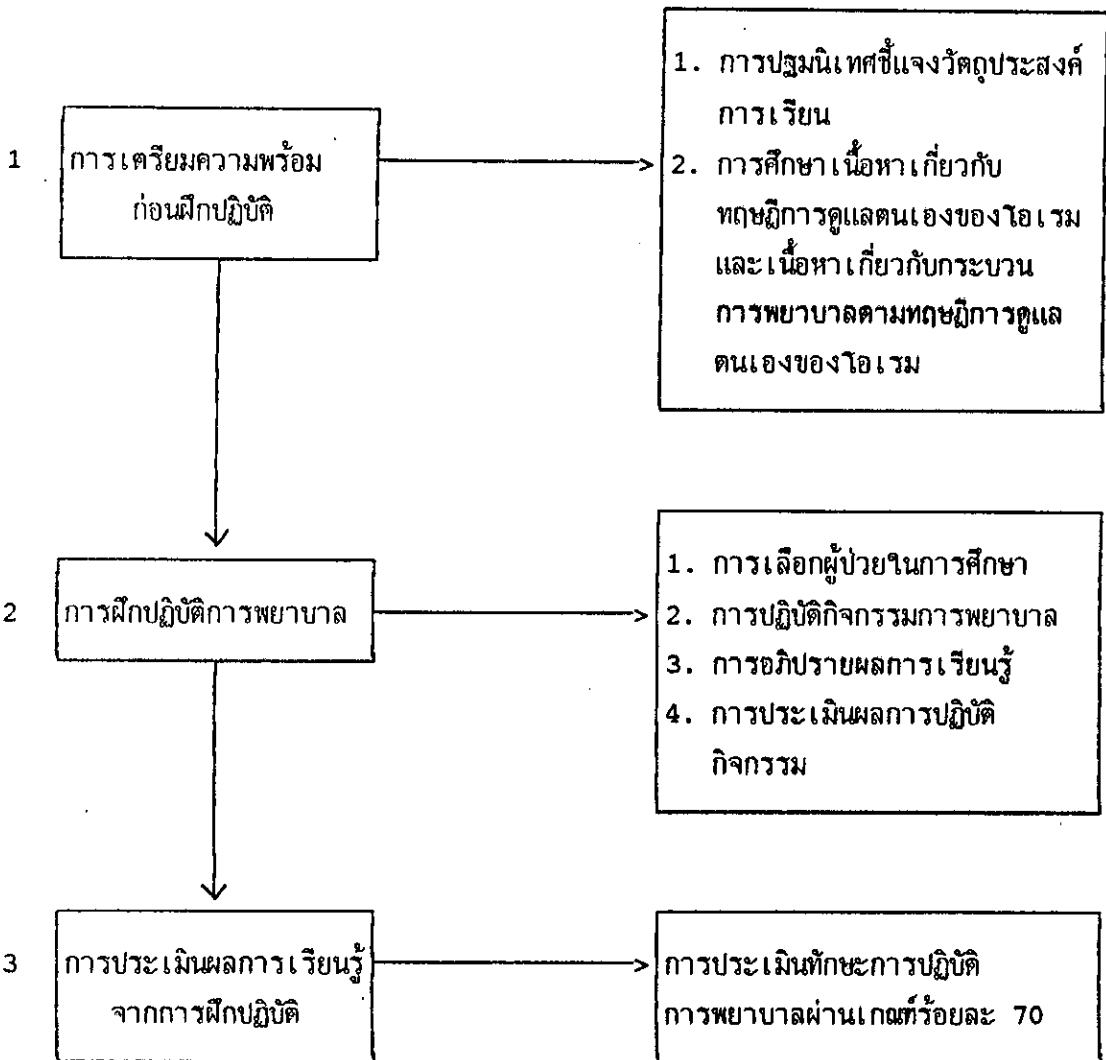 1 การเตรียมความพร้อม
ก่อนฝึกปฏิบัติ
1. การปฐมนิเทศชี้แจงวัตถุประสงค์
การเรียน
2. การศึกษาเนื้อหาเกี่ยวกับ
ทฤษฎีการดูแลตนเองของโอเรม
และเนื้อหาเกี่ยวกับกระบวน
การพยาบาลตามทฤษฎีการดูแล
ตนเองของโอเรม
2 การฝึกปฏิบัติการพยาบาล
1. การเลือกผู้ป่วยในการศึกษา
2. การปฏิบัติกิจกรรมการพยาบาล
3. การอภิปรายผลการเรียนรู้
4. การประเมินผลการปฏิบัติ
กิจกรรม
3 การประเมินผลการเรียนรู้
จากการฝึกปฏิบัติ
การประเมินทักษะการปฏิบัติ
การพยาบาลผ่านเกณฑ์ร้อยละ 70